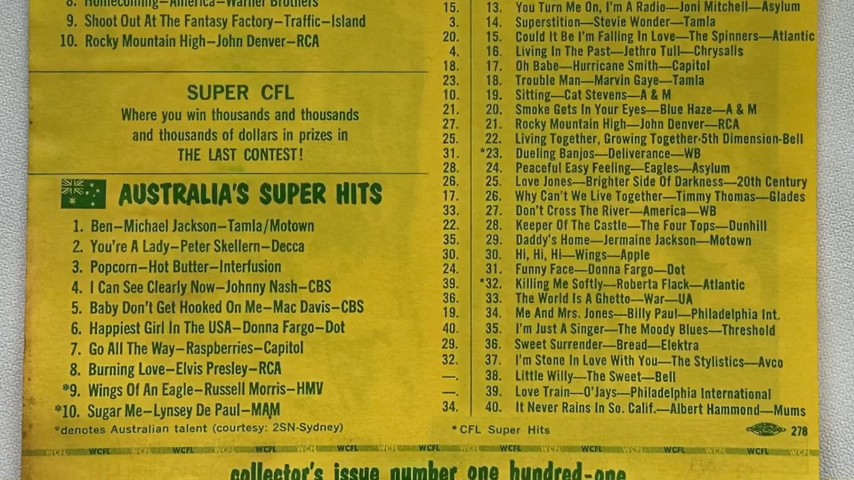 8. Homecoming—America—Warner Brothers
9. Shoot Out At The Fantasy Factory—Traffic—Island
10. Rocky Mountain High—John Denver—RCA
SUPER CFL
Where you win thousands and thousands
and thousands of dollars in prizes in
THE LAST CONTEST!
AUSTRALIA'S SUPER HITS
1. Ben—Michael Jackson—Tamla/Motown
2. You're A Lady—Peter Skellern—Decca
3. Popcorn—Hot Butter—Interfusion
4. I Can See Clearly Now—Johnny Nash—CBS
5. Baby Don't Get Hooked On Me—Mac Davis—CBS
6. Happiest Girl In The USA—Donna Fargo—Dot
7. Go All The Way—Raspberries—Capitol
8. Burning Love—Elvis Presley—RCA
*9. Wings Of An Eagle—Russell Morris—HMV
*10. Sugar Me—Lynsey De Paul—MAM
*denotes Australian talent (courtesy: 2SN-Sydney)
15. 13. You Turn Me On, I'm A Radio—Joni Mitchell—Asylum
3. 14. Superstition—Stevie Wonder—Tamla
20. 15. Could It Be I'm Falling In Love—The Spinners—Atlantic
4. 16. Living In The Past—Jethro Tull—Chrysalis
18. 17. Oh Babe—Hurricane Smith—Capitol
23. 18. Trouble Man—Marvin Gaye—Tamla
10. 19. Sitting—Cat Stevens—A & M
21. 20. Smoke Gets In Your Eyes—Blue Haze—A & M
27. 21. Rocky Mountain High—John Denver—RCA
25. 22. Living Together, Growing Together-5th Dimension-Bell
31. *23. Dueling Banjos—Deliverance—WB
28. 24. Peaceful Easy Feeling—Eagles—Asylum
26. 25. Love Jones—Brighter Side Of Darkness—20th Century
17. 26. Why Can't We Live Together—Timmy Thomas—Glades
33. 27. Don't Cross The River—America—WB
22. 28. Keeper Of The Castle—The Four Tops—Dunhill
35. 29. Daddy's Home—Jermaine Jackson—Motown
30. 30. Hi, Hi, Hi—Wings—Apple
24. 31. Funny Face—Donna Fargo—Dot
39. *32. Killing Me Softly—Roberta Flack—Atlantic
36. 33. The World Is A Ghetto—War—UA
19. 34. Me And Mrs. Jones—Billy Paul—Philadelphia Int.
40. 35. I'm Just A Singer—The Moody Blues—Threshold
29. 36. Sweet Surrender—Bread—Elektra
32. 37. I'm Stone In Love With You—The Stylistics—Avco
—. 38. Little Willy—The Sweet—Bell
—. 39. Love Train—O'Jays—Philadelphia International
34. 40. It Never Rains In So. Calif.—Albert Hammond—Mums
*CFL Super Hits 278
WCFL WCFL WCFL WCFL WCFL WCFL WCFL WCFL WCFL
collector's issue number one hundred-one